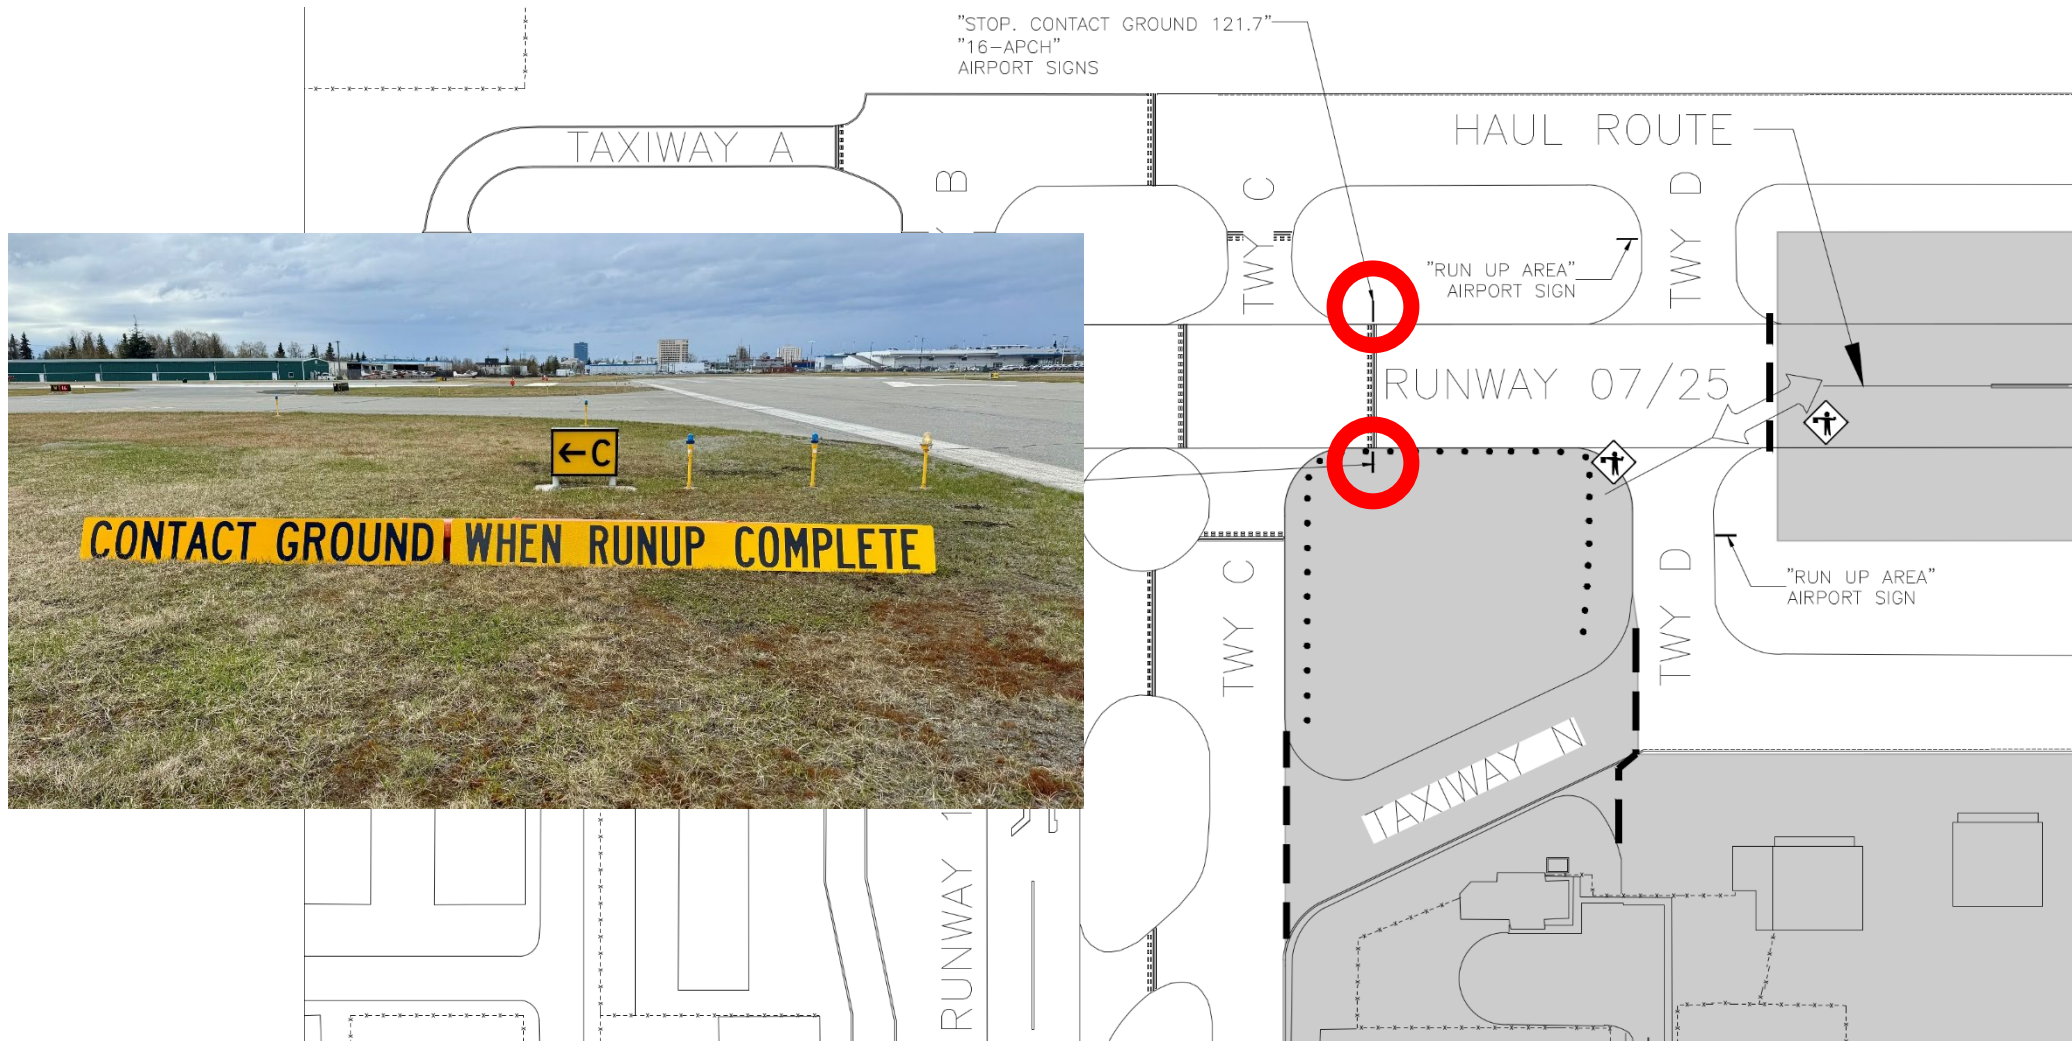 "STOP. CONTACT GROUND 121.7"
"16-APCH"
AIRPORT SIGNS
HAUL ROUTE
TAXIWAY A
B
TWY C
TWY D
"RUN UP AREA"
AIRPORT SIGN
RUNWAY 07/25
←C
CONTACT GROUND WHEN RUNUP COMPLETE
TWY C
TWY D
"RUN UP AREA"
AIRPORT SIGN
TAXIWAY N
RUNWAY 1